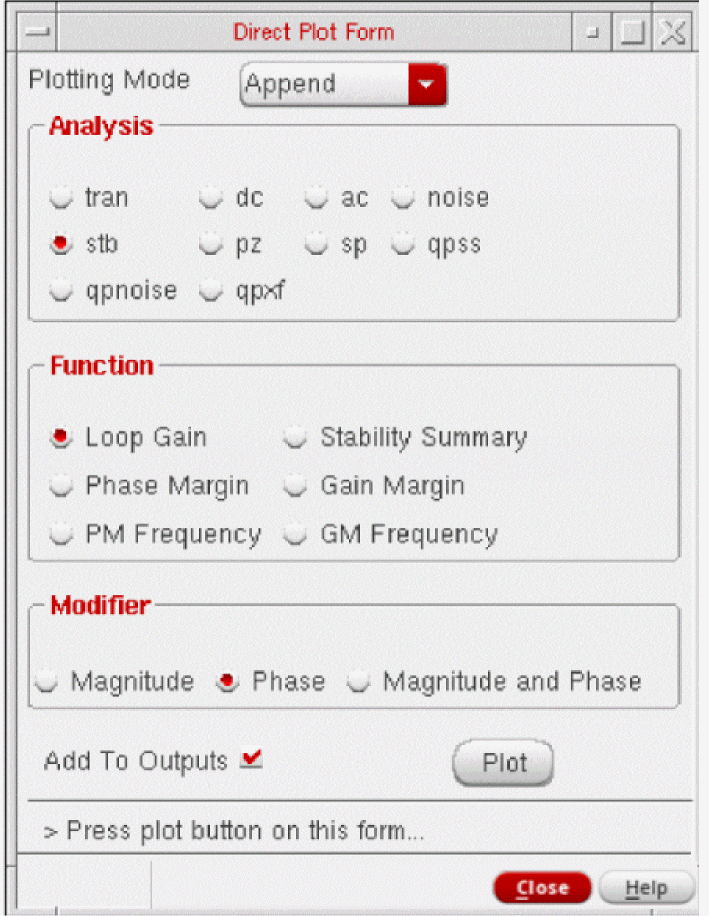 Direct Plot Form
Plotting Mode Append
Analysis
tran dc ac noise
stb pz sp qpss
qpnoise qpxf
Function
Loop Gain Stability Summary
Phase Margin Gain Margin
PM Frequency GM Frequency
Modifier
Magnitude Phase Magnitude and Phase
Add To Outputs Plot
> Press plot button on this form...
Close Help